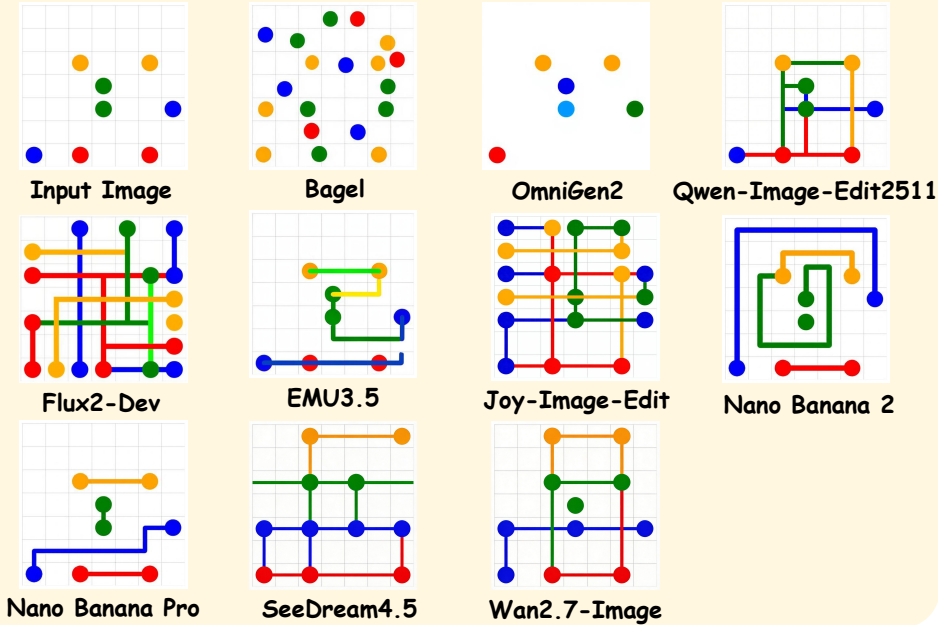 Input Image
Bagel
OmniGen2
Qwen-Image-Edit2511
Flux2-Dev
EMU3.5
Joy-Image-Edit
Nano Banana 2
Nano Banana Pro
SeeDream4.5
Wan2.7-Image